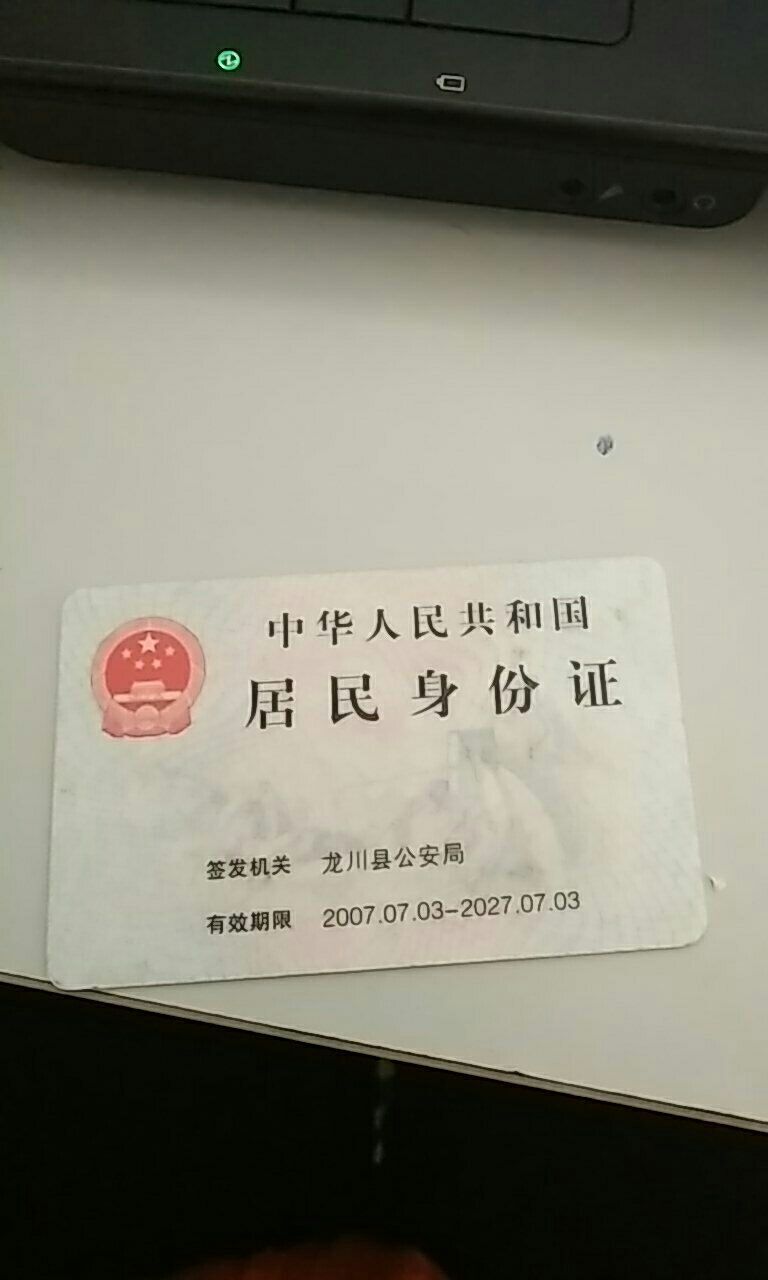 中华人民共和国
居民身份证
签发机关 龙川县公安局
有效期限 2007.07.03-2027.07.03